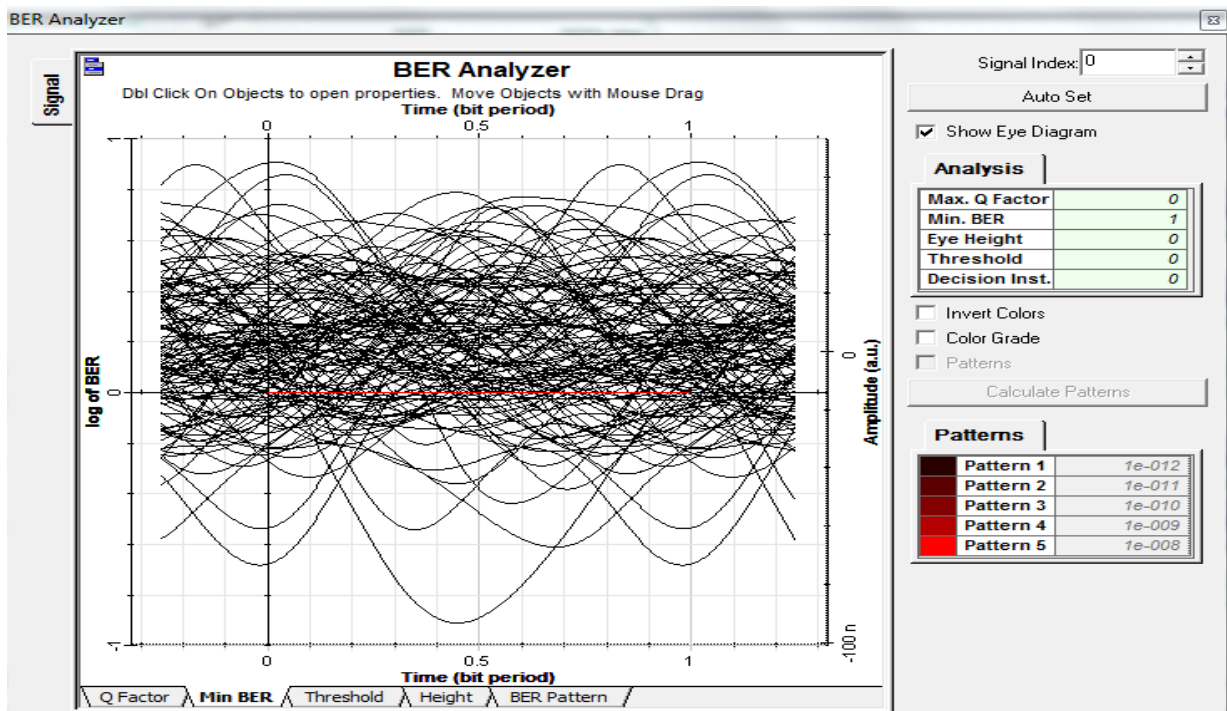 BER Analyzer
Signal
BER Analyzer
Dbl Click On Objects to open properties. Move Objects with Mouse Drag
Time (bit period)
0 0.5 1
1
0
-1
log of BER
0
-100 n
Amplitude (a.u.)
0 0.5 1
Time (bit period)
Q Factor Min BER Threshold Height BER Pattern
Signal Index: 0
Auto Set
Show Eye Diagram
Analysis
Max. Q Factor 0
Min. BER 1
Eye Height 0
Threshold 0
Decision Inst. 0
Invert Colors
Color Grade
Patterns
Calculate Patterns
Patterns
Pattern 1 1e-012
Pattern 2 1e-011
Pattern 3 1e-010
Pattern 4 1e-009
Pattern 5 1e-008